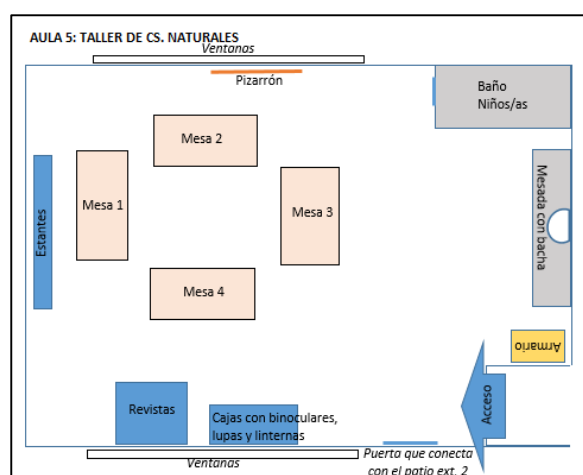 AULA 5: TALLER DE CS. NATURALES
Ventanas
Pizarrón
Baño
Niños/as
Mesa 2
Mesa 1
Mesa 3
Estantes
Mesada con bacha
Mesa 4
Armario
Acceso
Revistas
Cajas con binoculares,
lupas y linternas
Puerta que conecta
con el patio ext. 2
Ventanas